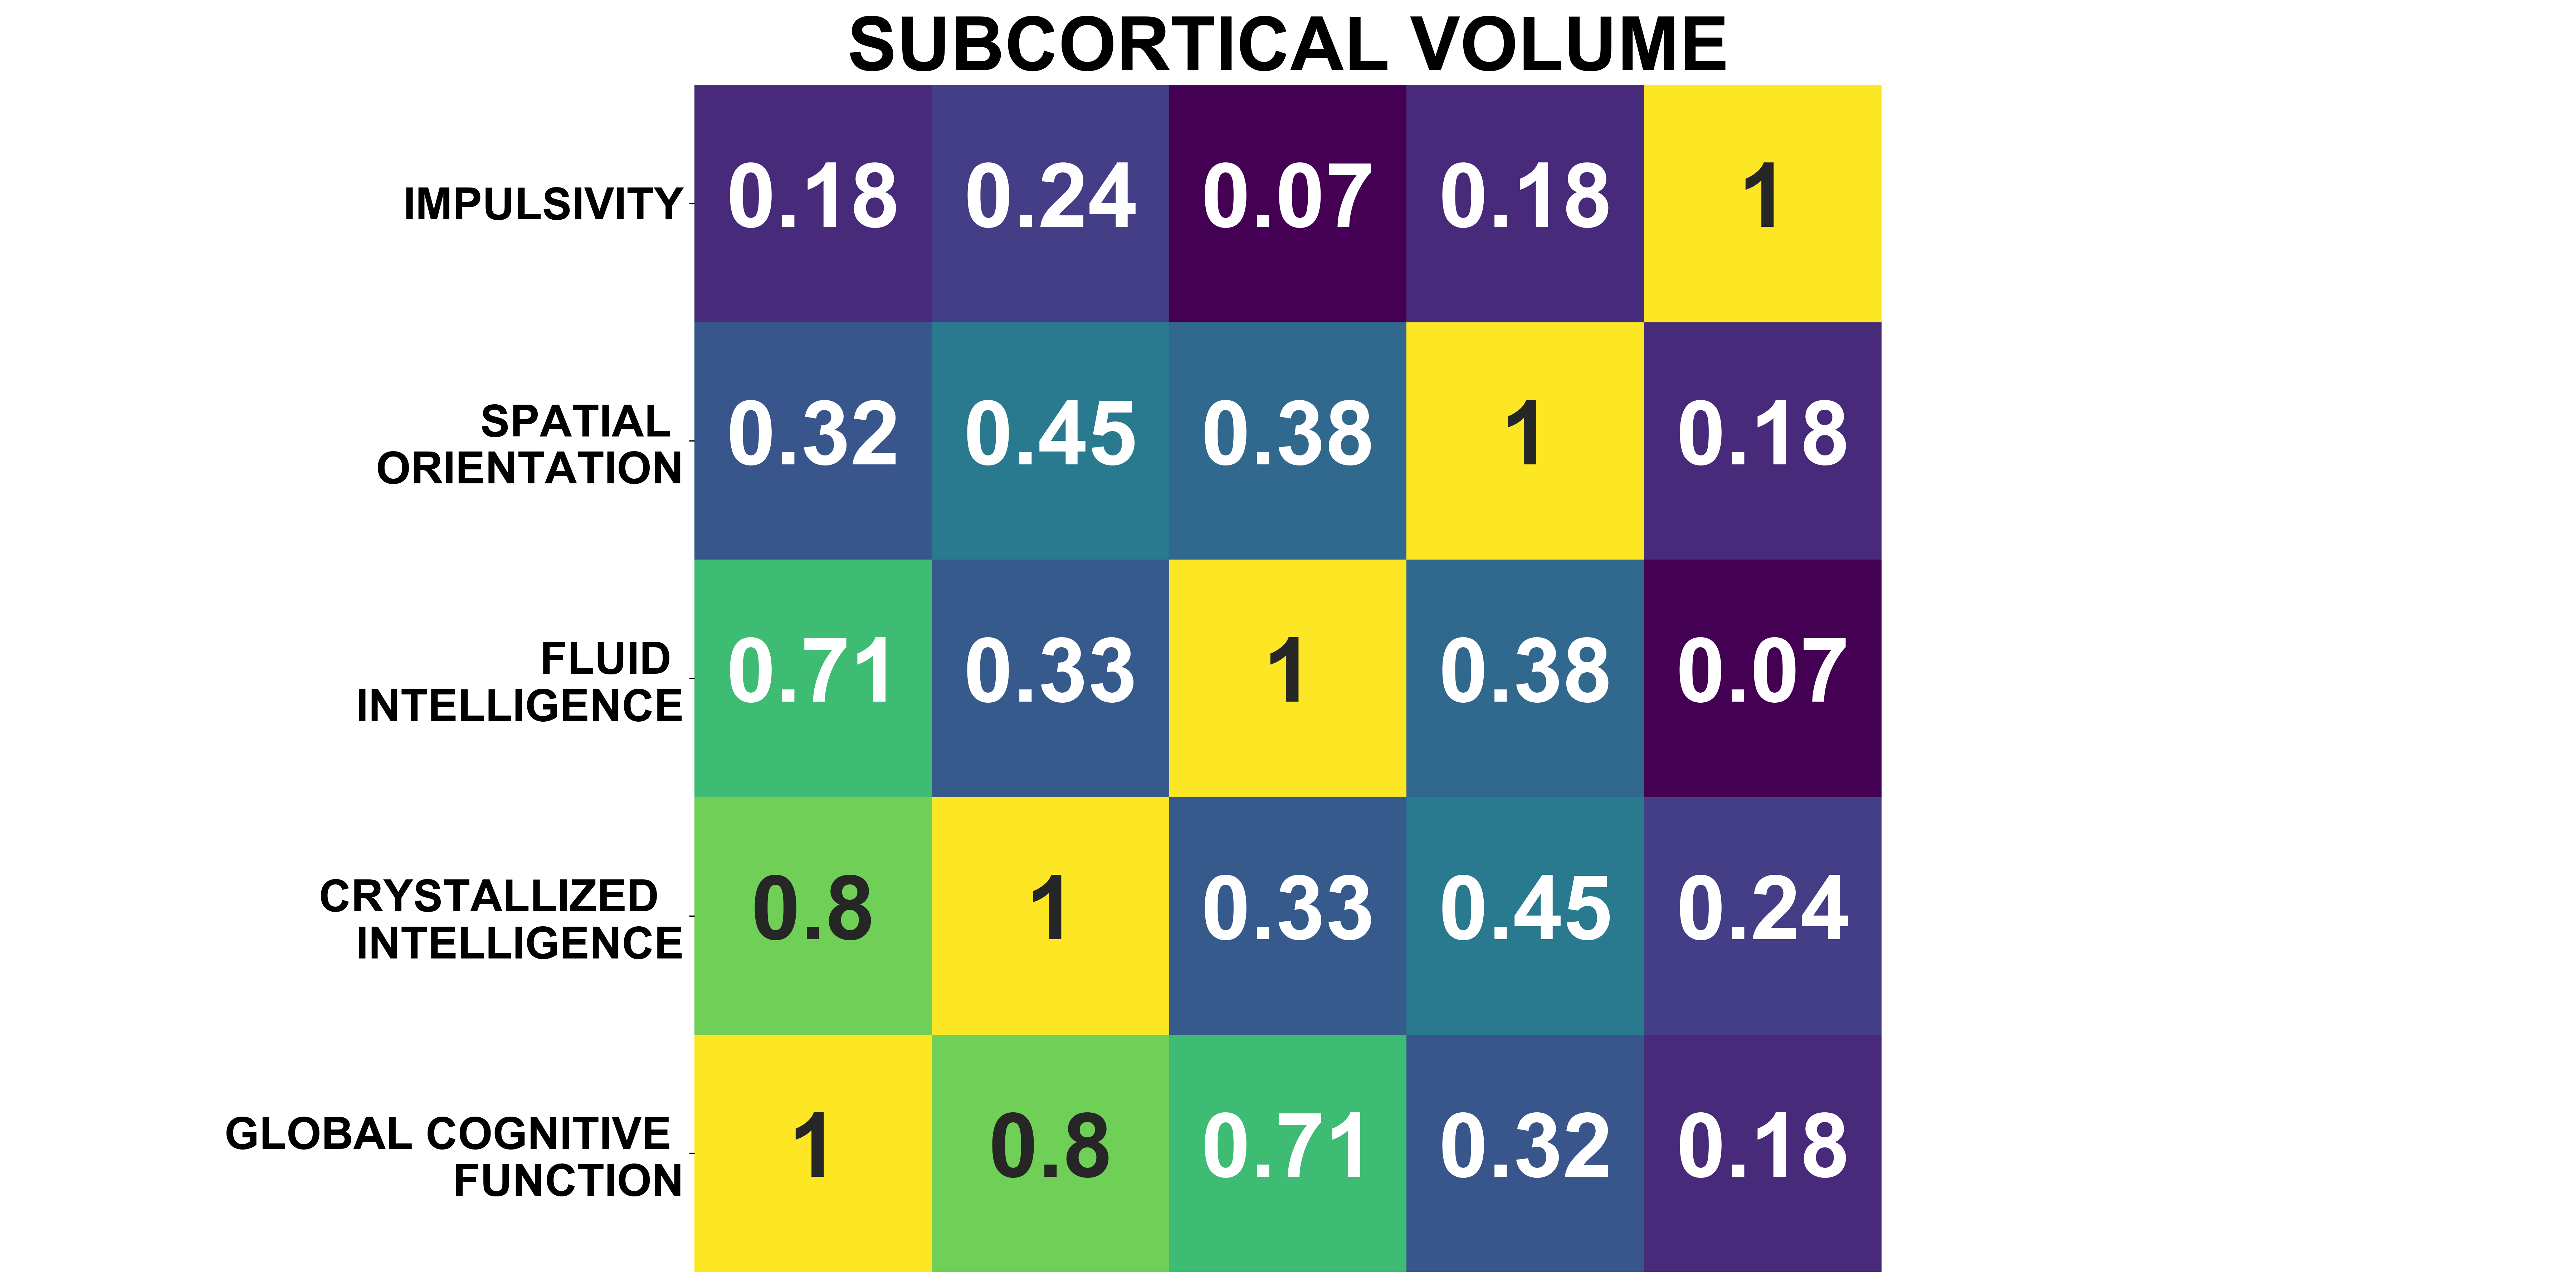 SUBCORTICAL VOLUME
IMPULSIVITY
0.18 0.24 0.07 0.18 1
SPATIAL
ORIENTATION
0.32 0.45 0.38 1 0.18
FLUID
INTELLIGENCE
0.71 0.33 1 0.38 0.07
CRYSTALLIZED
INTELLIGENCE
0.8 1 0.33 0.45 0.24
GLOBAL COGNITIVE
FUNCTION
1 0.8 0.71 0.32 0.18